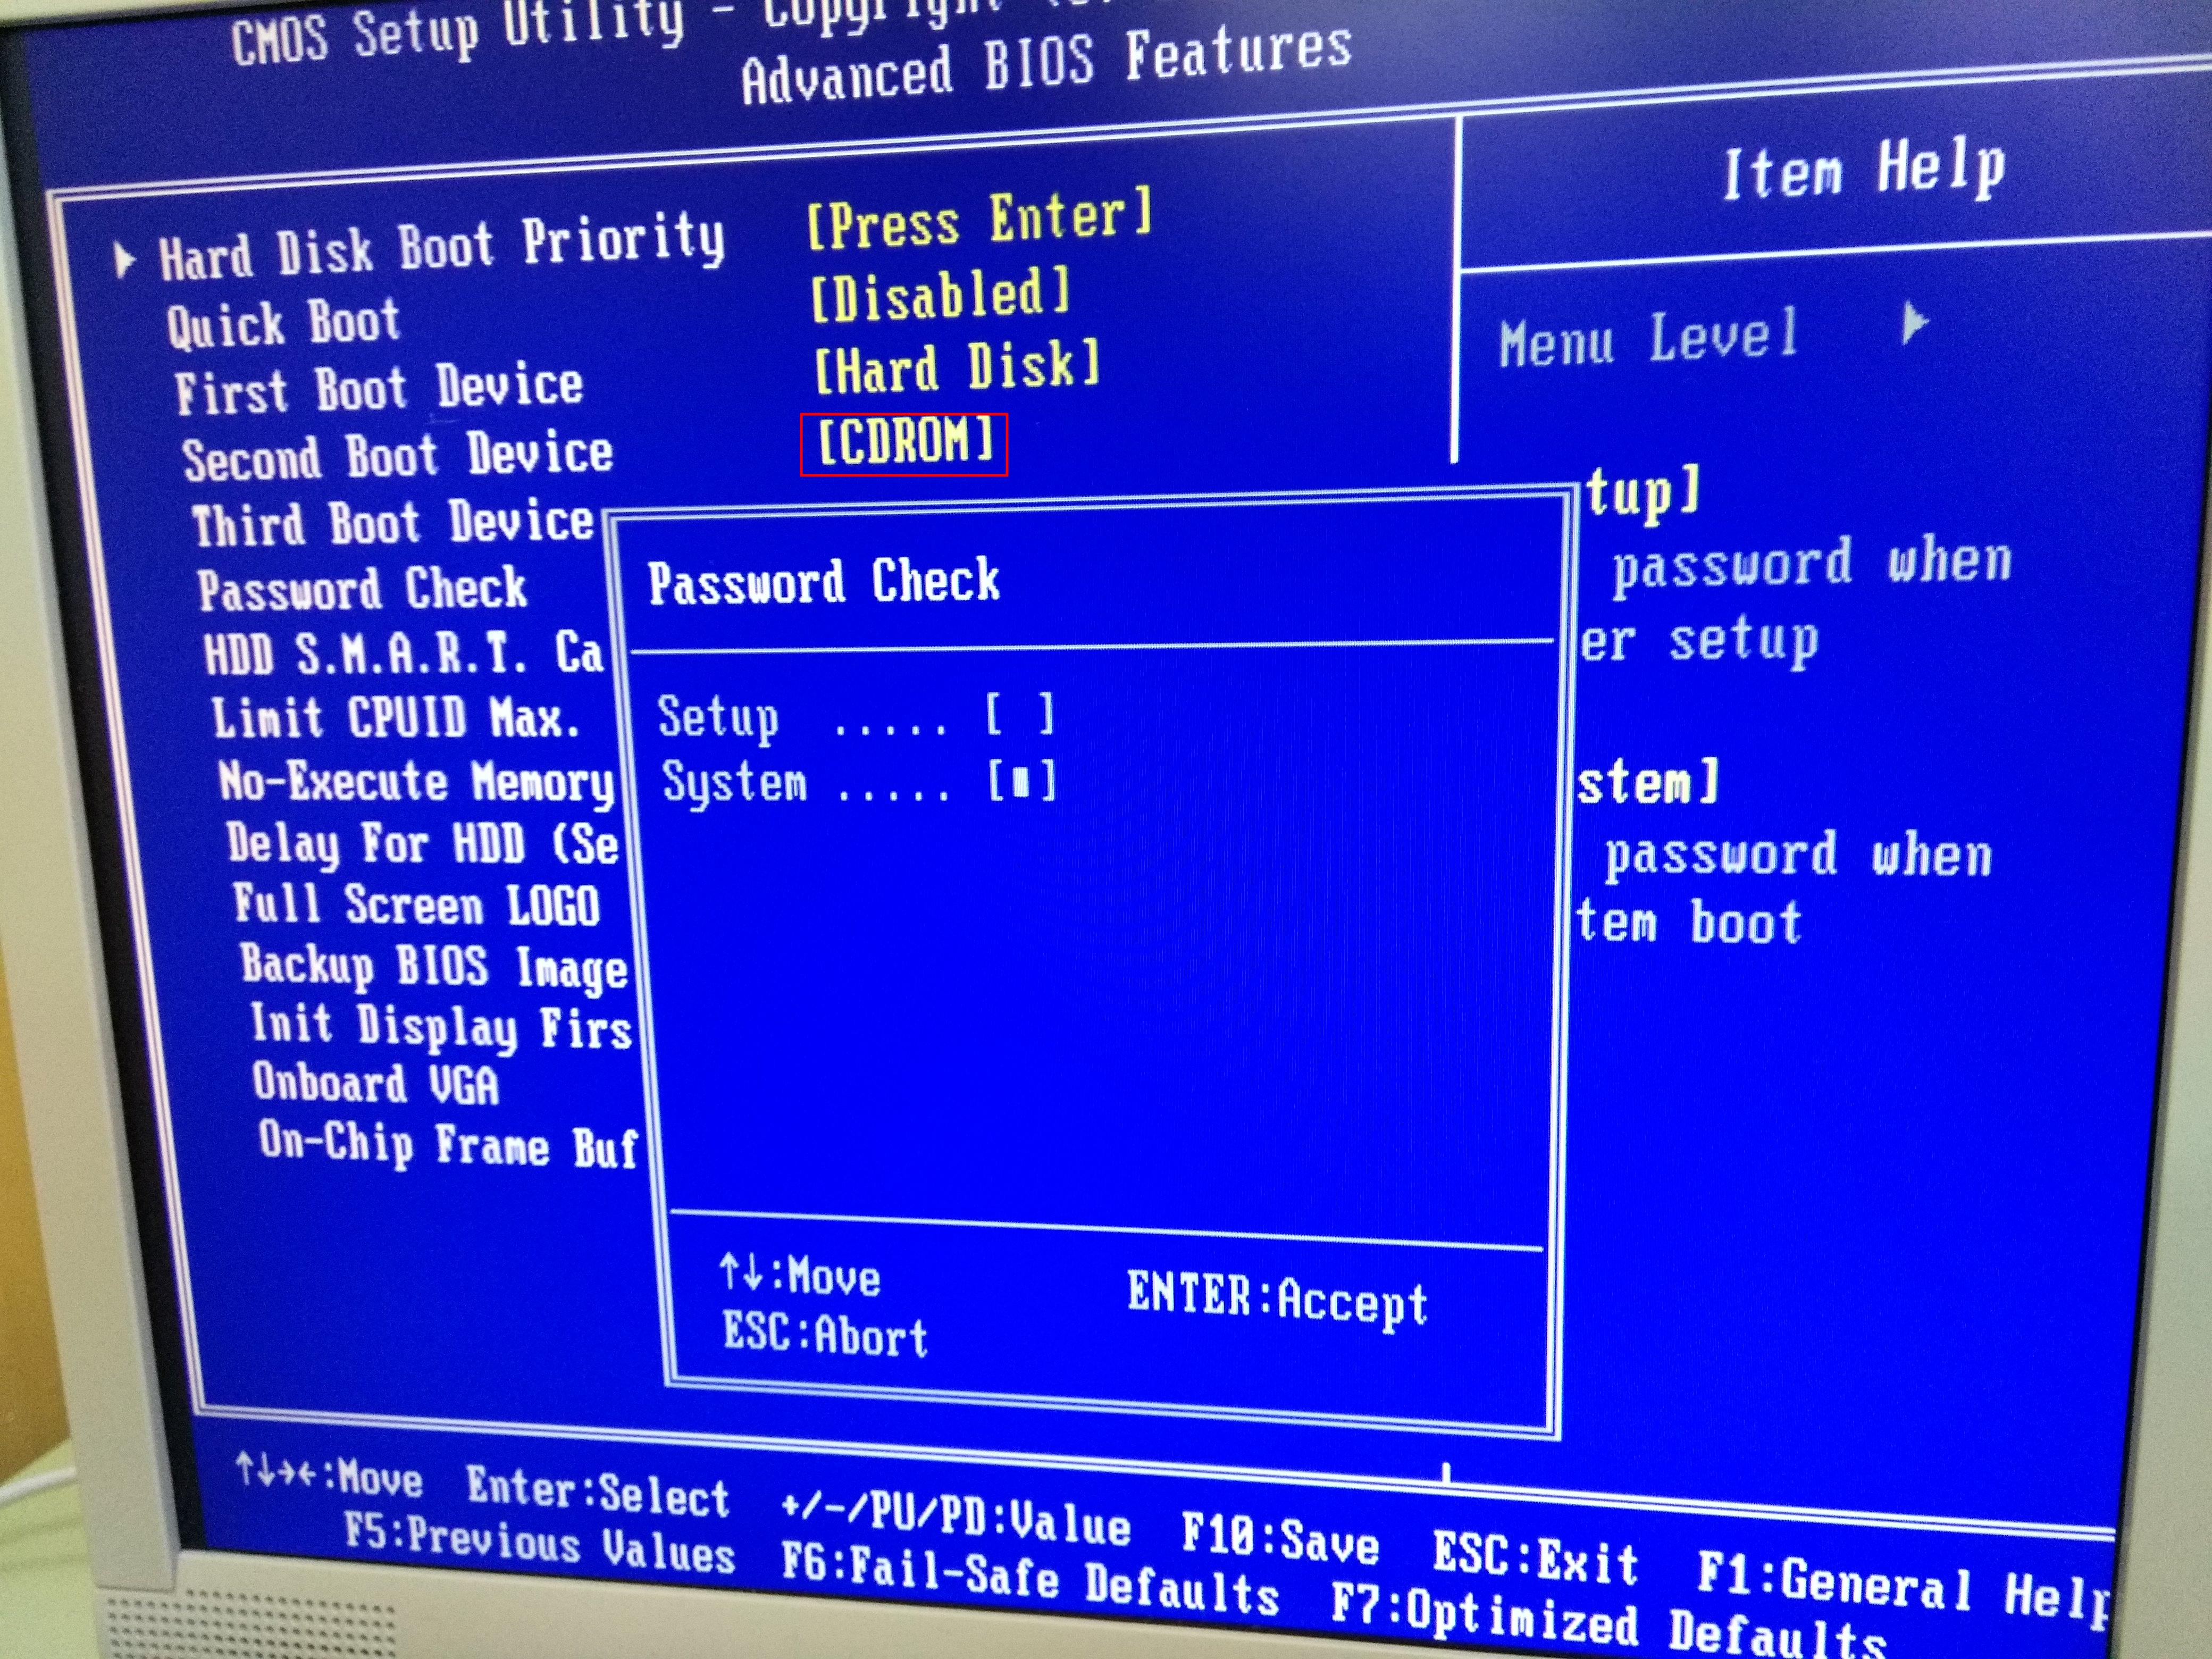 CMOS Setup Utility - Copyright
Advanced BIOS Features
Hard Disk Boot Priority [Press Enter]
Quick Boot [Disabled]
First Boot Device [Hard Disk]
Second Boot Device [CDROM]
Third Boot Device
Password Check
HDD S.M.A.R.T. Ca
Limit CPUID Max.
No-Execute Memory
Delay For HDD (Se
Full Screen LOGO
Backup BIOS Image
Init Display Firs
Onboard VGA
On-Chip Frame Buf
Password Check
Setup ..... [ ]
System ..... [■]
↑↓:Move ENTER:Accept
ESC:Abort
Item Help
Menu Level ▶
tup]
password when
er setup
stem]
password when
tem boot
↑↓→←:Move Enter:Select +/-/PU/PD:Value F10:Save ESC:Exit F1:General Help
F5:Previous Values F6:Fail-Safe Defaults F7:Optimized Defaults